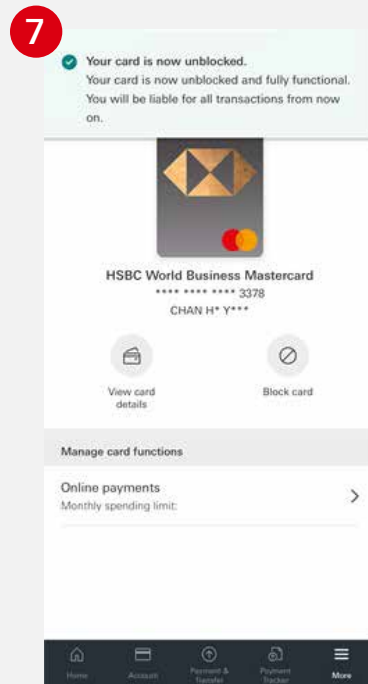 7
Your card is now unblocked.
Your card is now unblocked and fully functional.
You will be liable for all transactions from now
on.
HSBC World Business Mastercard
**** **** **** 3378
CHAN H* Y***
View card
details
Block card
Manage card functions
Online payments
Monthly spending limit:
Home
Account
Payment &
Transfer
Payment
Tracker
More